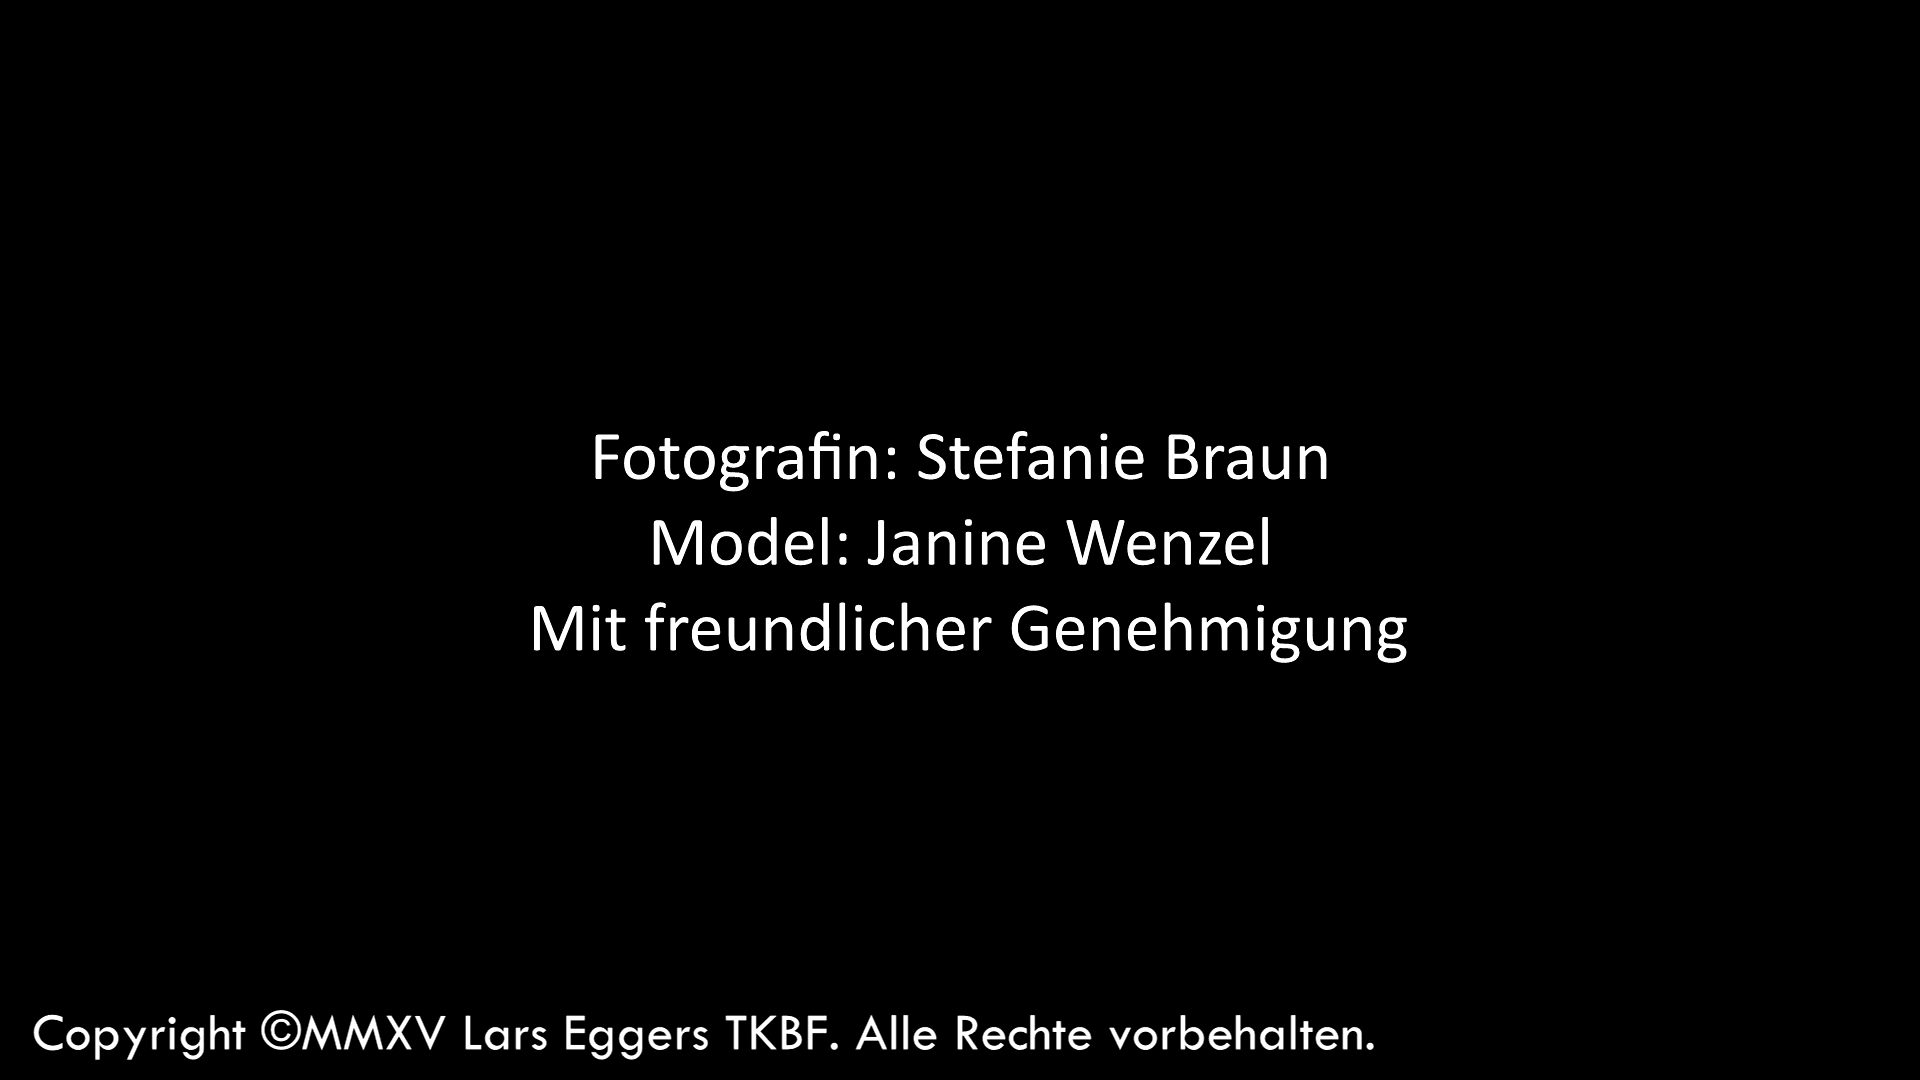 Fotografin: Stefanie Braun
Model: Janine Wenzel
Mit freundlicher Genehmigung
Copyright ©MMXV Lars Eggers TKBF. Alle Rechte vorbehalten.